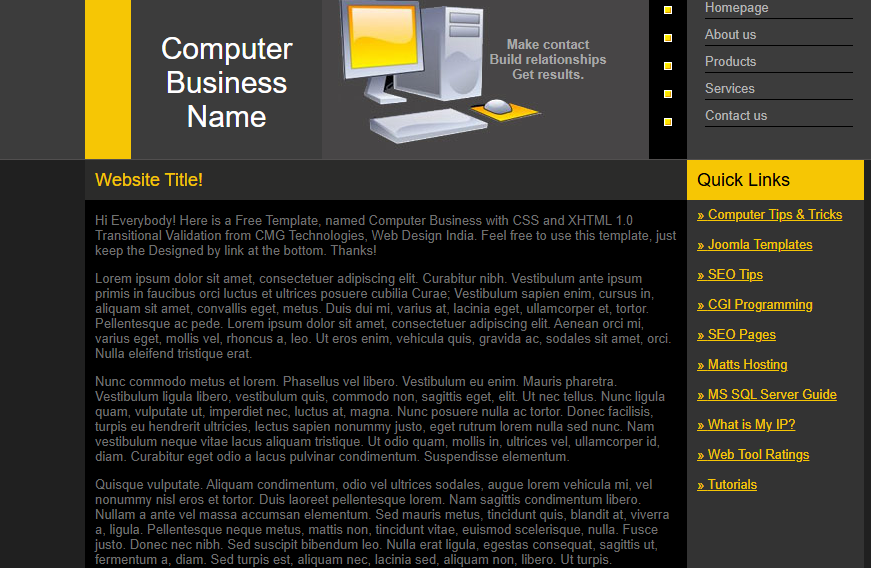 Computer
Business
Name
Make contact
Build relationships
Get results.
Homepage
About us
Products
Services
Contact us
Website Title!
Hi Everybody! Here is a Free Template, named Computer Business with CSS and XHTML 1.0
Transitional Validation from CMG Technologies, Web Design India. Feel free to use this template, just
keep the Designed by link at the bottom. Thanks!
Lorem ipsum dolor sit amet, consectetuer adipiscing elit. Curabitur nibh. Vestibulum ante ipsum
primis in faucibus orci luctus et ultrices posuere cubilia Curae; Vestibulum sapien enim, cursus in,
aliquam sit amet, convallis eget, metus. Duis dui mi, varius at, lacinia eget, ullamcorper et, tortor.
Pellentesque ac pede. Lorem ipsum dolor sit amet, consectetuer adipiscing elit. Aenean orci mi,
varius eget, mollis vel, rhoncus a, leo. Ut eros enim, vehicula quis, gravida ac, sodales sit amet, orci.
Nulla eleifend tristique erat.
Nunc commodo metus et lorem. Phasellus vel libero. Vestibulum eu enim. Mauris pharetra.
Vestibulum ligula libero, vestibulum quis, commodo non, sagittis eget, elit. Ut nec tellus. Nunc ligula
quam, vulputate ut, imperdiet nec, luctus at, magna. Nunc posuere nulla ac tortor. Donec facilisis,
turpis eu hendrerit ultricies, lectus sapien nonummy justo, eget rutrum lorem nulla sed nunc. Nam
vestibulum neque vitae lacus aliquam tristique. Ut odio quam, mollis in, ultrices vel, ullamcorper id,
diam. Curabitur eget odio a lacus pulvinar condimentum. Suspendisse elementum.
Quisque vulputate. Aliquam condimentum, odio vel ultrices sodales, augue lorem vehicula mi, vel
nonummy nisl eros et tortor. Duis laoreet pellentesque lorem. Nam sagittis condimentum libero.
Nullam a ante vel massa accumsan elementum. Sed mauris metus, tincidunt quis, blandit at, viverra
a, ligula. Pellentesque neque metus, mattis non, tincidunt vitae, euismod scelerisque, nulla. Fusce
justo. Donec nec nibh. Sed suscipit bibendum leo. Nulla erat ligula, egestas consequat, sagittis ut,
fermentum a, diam. Sed turpis est, aliquam nec, lacinia sed, aliquam non, libero. Ut turpis.
Quick Links
» Computer Tips & Tricks
» Joomla Templates
» SEO Tips
» CGI Programming
» SEO Pages
» Matts Hosting
» MS SQL Server Guide
» What is My IP?
» Web Tool Ratings
» Tutorials